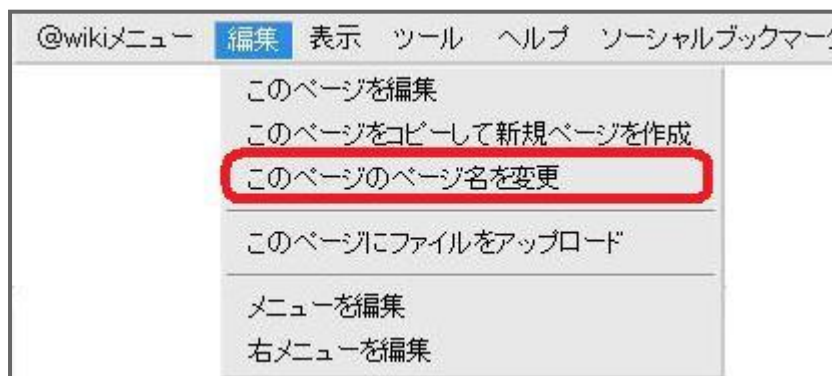 @wikiメニュー 編集 表示 ツール ヘルプ ソーシャルブックマーク
このページを編集
このページをコピーして新規ページを作成
このページのページ名を変更
このページにファイルをアップロード
メニューを編集
右メニューを編集